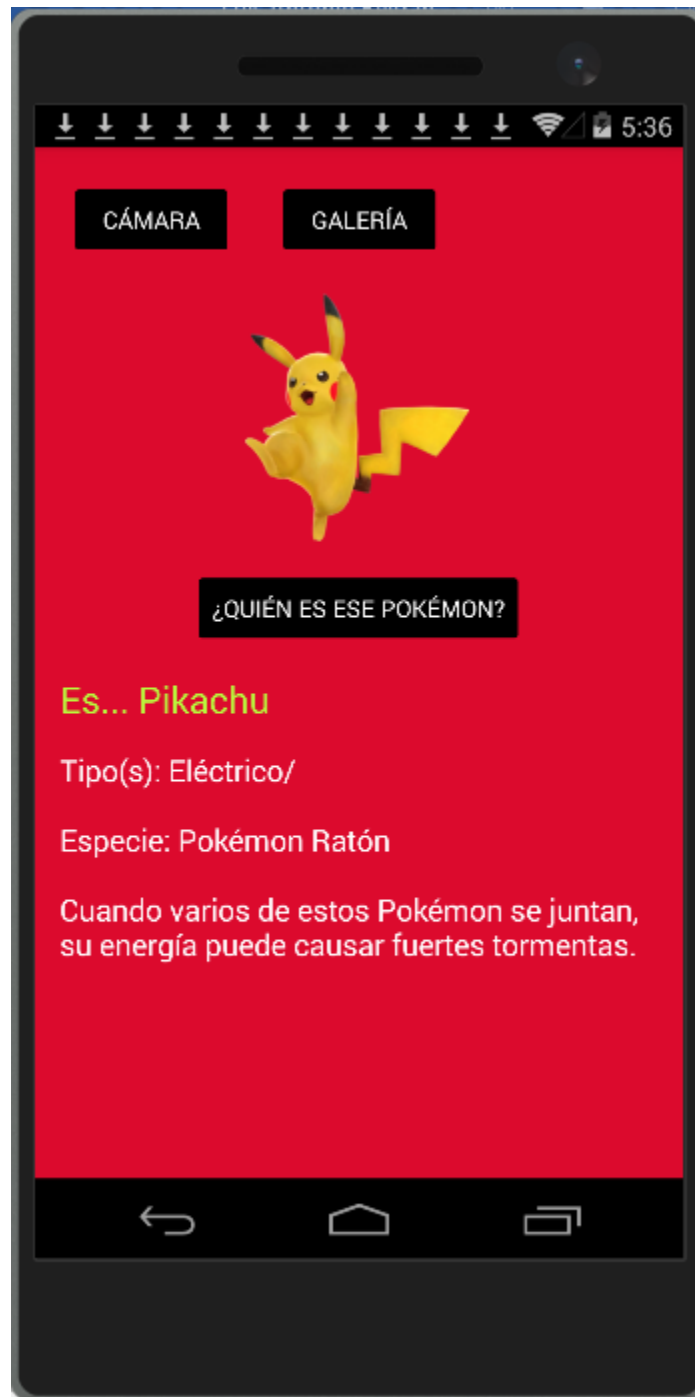 5:36
CÁMARA
GALERÍA
¿QUIÉN ES ESE POKÉMON?
Es... Pikachu
Tipo(s): Eléctrico/
Especie: Pokémon Ratón
Cuando varios de estos Pokémon se juntan,
su energía puede causar fuertes tormentas.